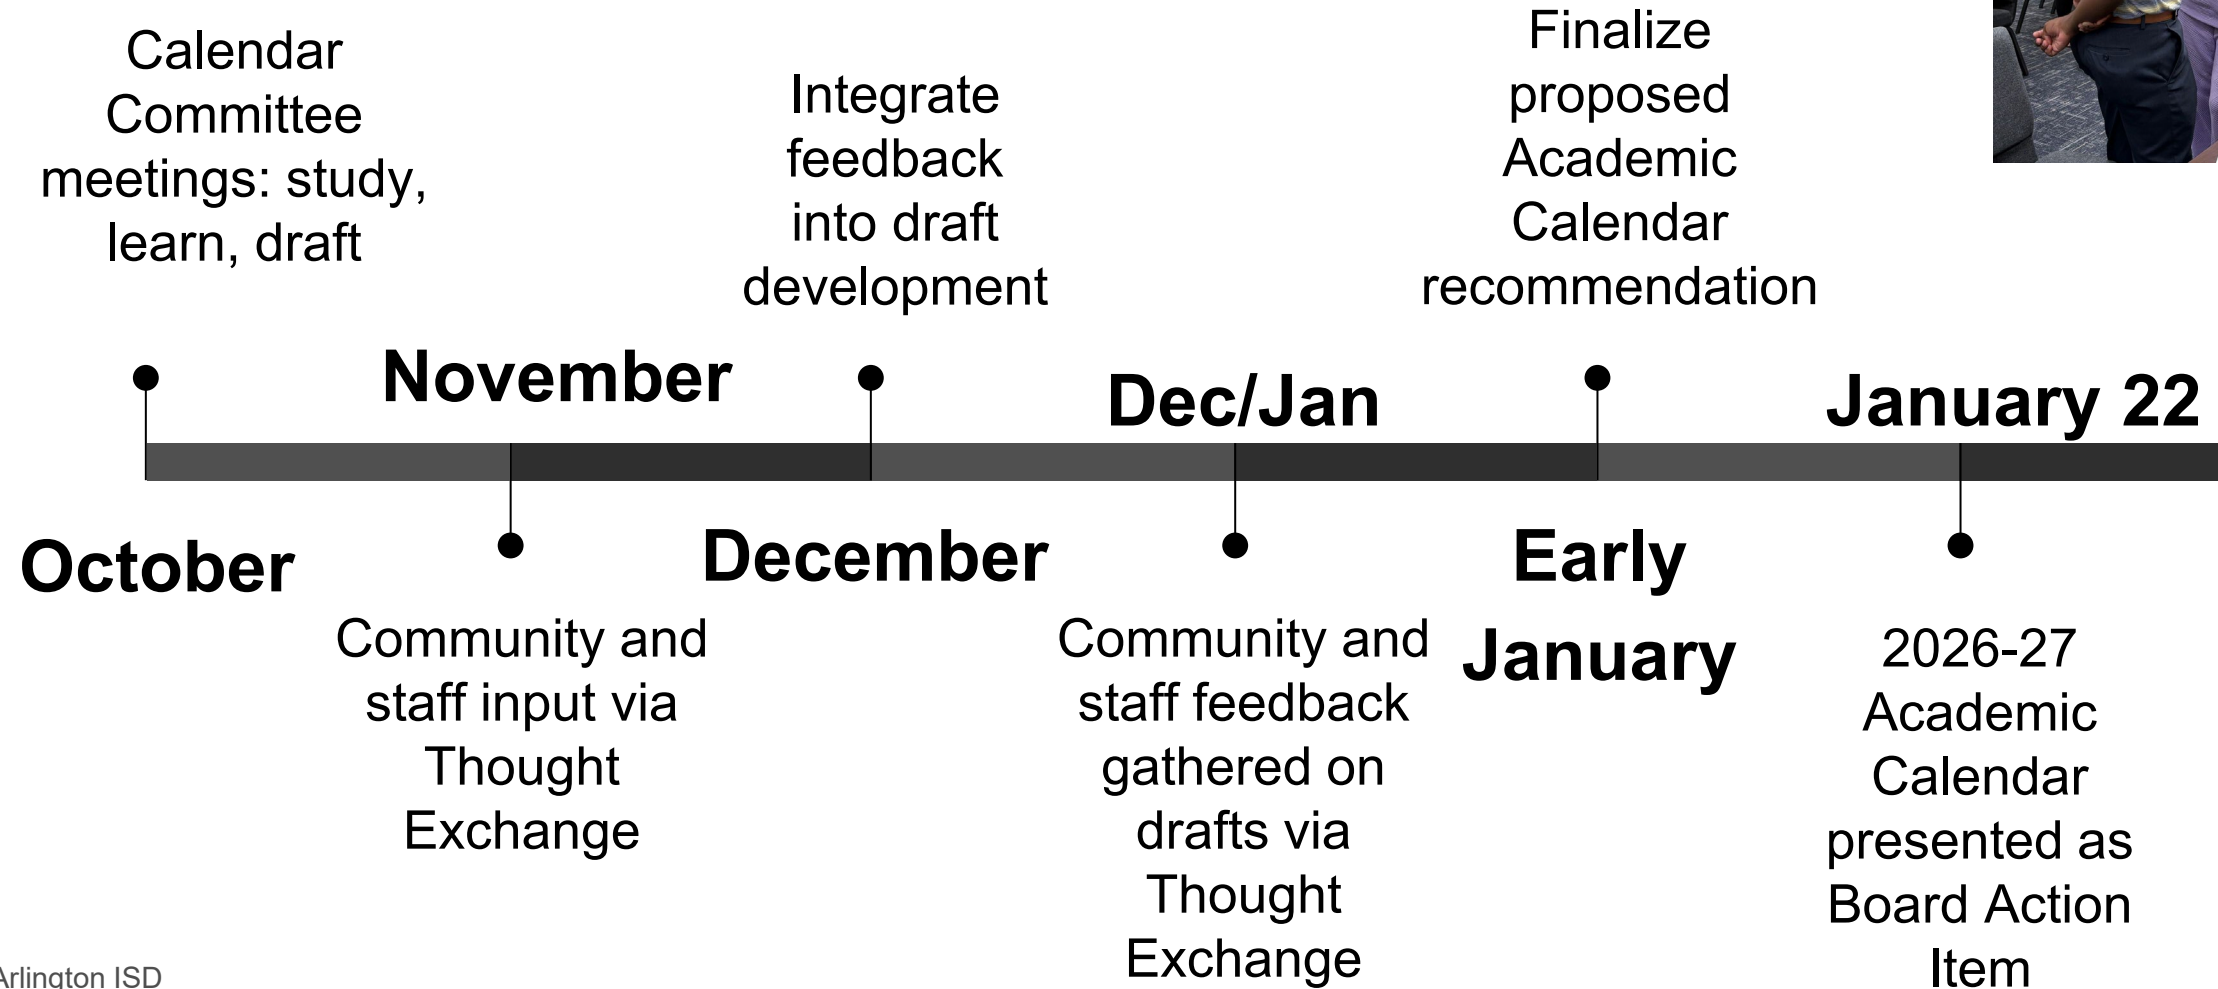 Calendar
Committee
meetings: study,
learn, draft
October
November
Community and
staff input via
Thought
Exchange
Integrate
feedback
into draft
development
December
Dec/Jan
Community and
staff feedback
gathered on
drafts via
Thought
Exchange
Finalize
proposed
Academic
Calendar
recommendation
Early
January
January 22
2026-27
Academic
Calendar
presented as
Board Action
Item
Arlington ISD